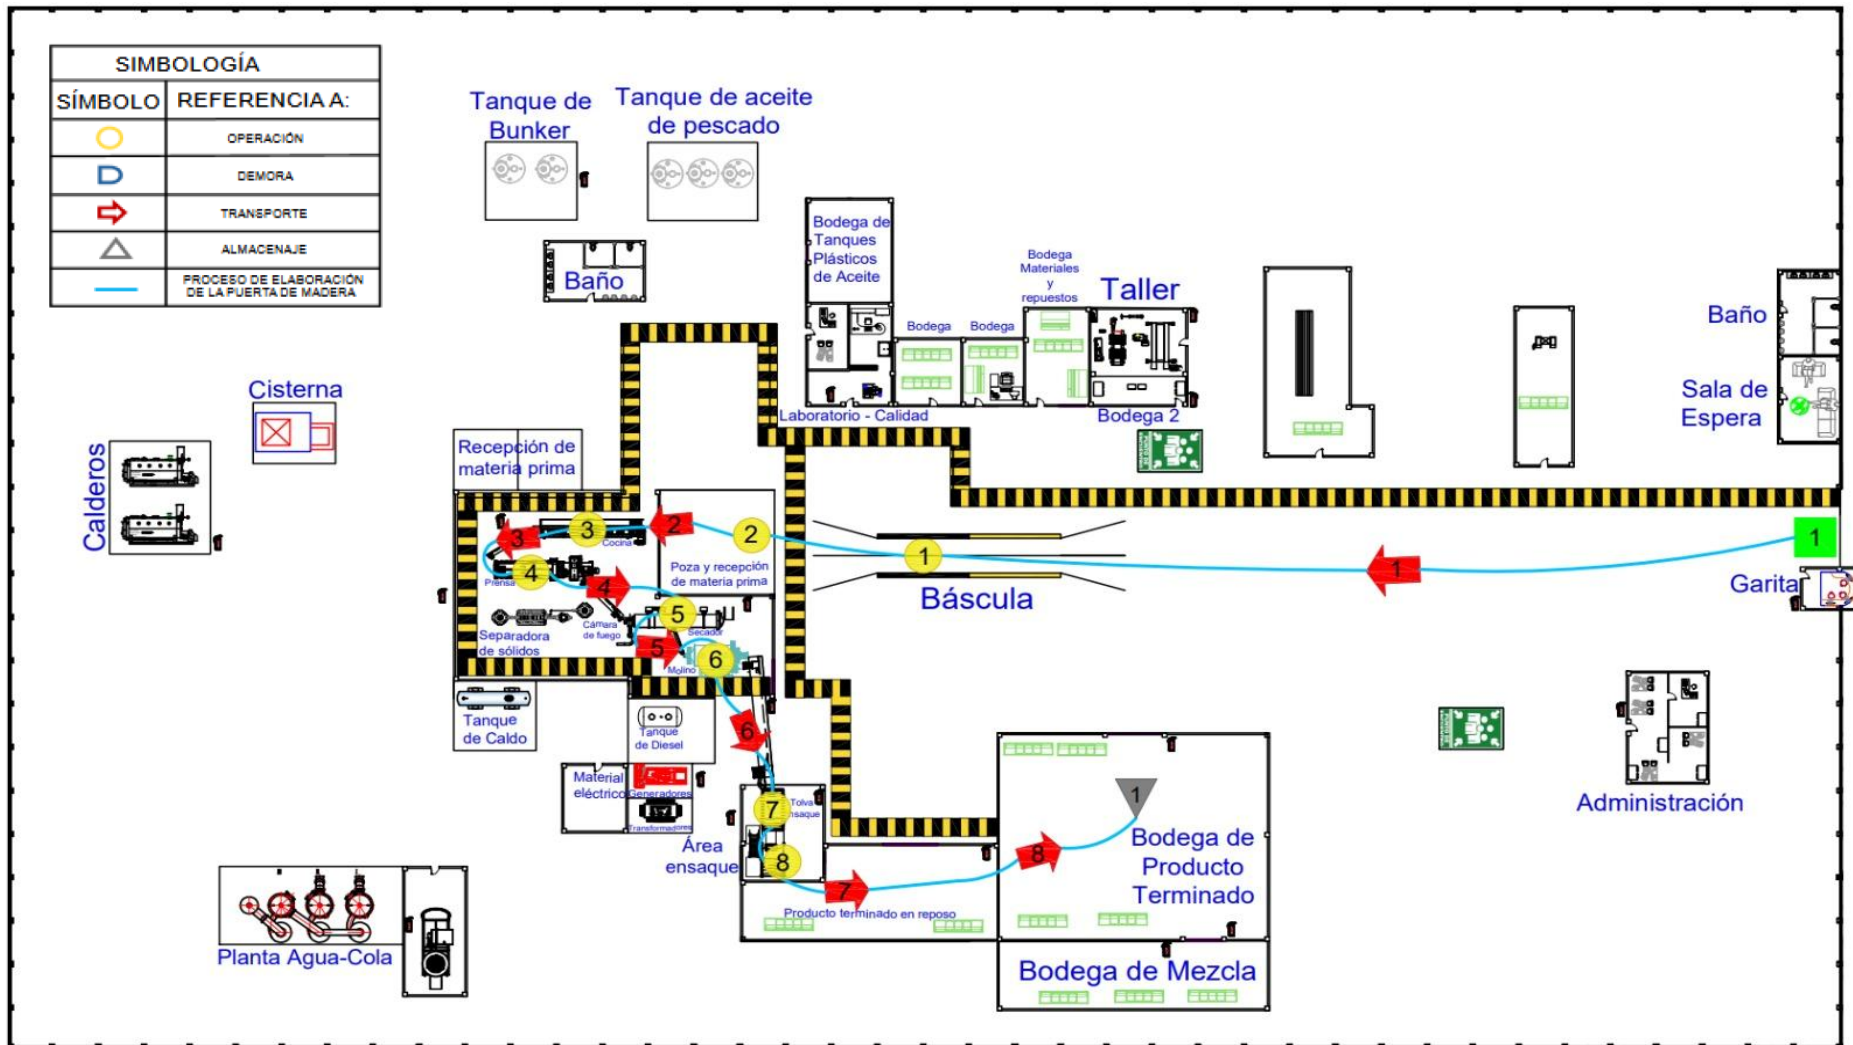 SIMBOLOGÍA
SÍMBOLO
REFERENCIA A:
OPERACIÓN
DEMORA
TRANSPORTE
ALMACENAJE
PROCESO DE ELABORACIÓN
DE LA PUERTA DE MADERA
Tanque de
Bunker
Tanque de aceite
de pescado
Baño
Bodega de
Tanques
Plásticos
de Aceite
Bodega
Bodega
Bodega
Materiales
y
repuestos
Taller
Laboratorio - Calidad
Bodega 2
Baño
Sala de
Espera
Cisterna
Calderos
Recepción de
materia prima
3
Cocina
2
2
1
1
1
3
4
Prensa
4
Poza y recepción
de materia prima
Báscula
Garita
5
Secador
Cámara
de fuego
Separadora
de sólidos
5
6
Molino
6
Tanque
de Caldo
Tanque
de Diesel
Material
eléctrico
Generadores
Transformadores
7
Tolva
ensaque
8
Área
ensaque
7
8
1
Bodega de
Producto
Terminado
Producto terminado en reposo
Administración
Planta Agua-Cola
Bodega de Mezcla